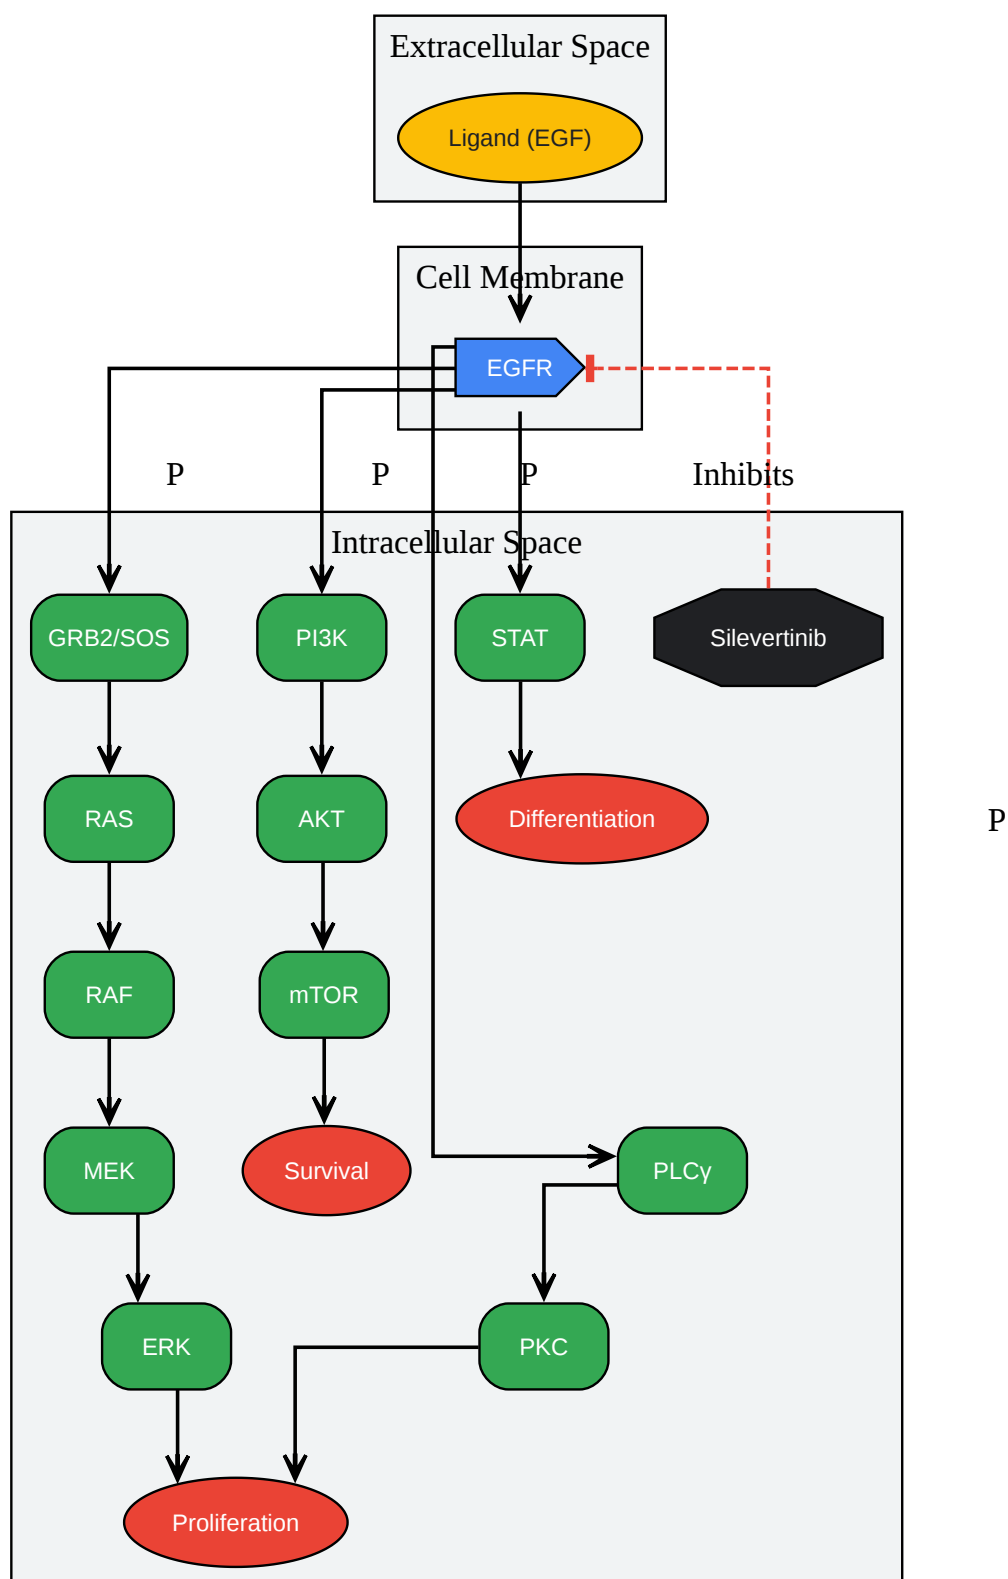 Extracellular Space
Ligand (EGF)
Cell Membrane
EGFR
P
P
P
Inhibits
Intracellular Space
GRB2/SOS
PI3K
STAT
Silevertinib
RAS
AKT
Differentiation
P
RAF
mTOR
MEK
Survival
PLCγ
ERK
PKC
Proliferation